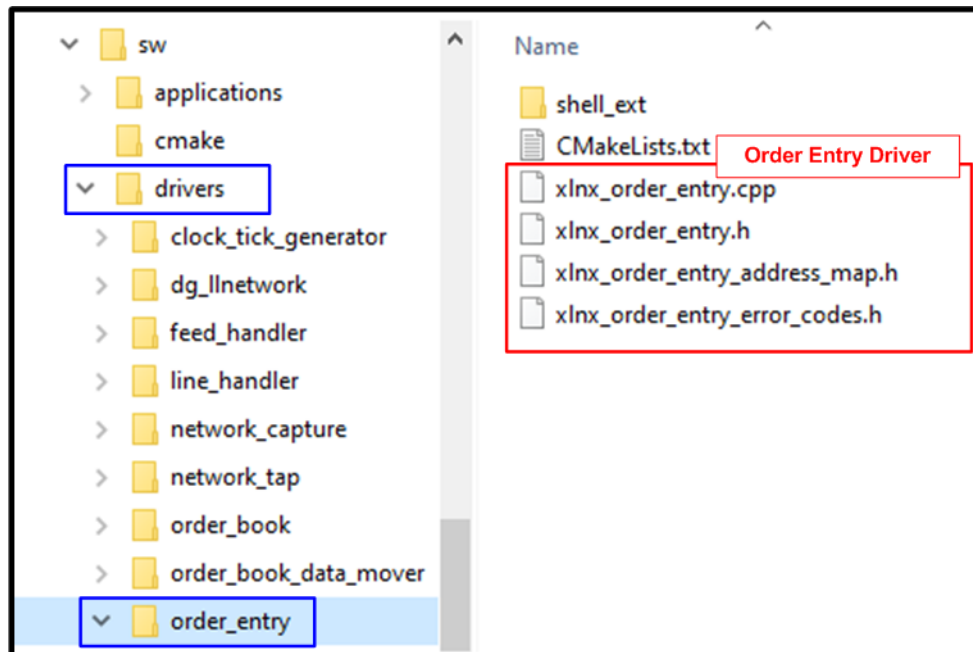 sw
applications
cmake
drivers
clock_tick_generator
dg_llnetwork
feed_handler
line_handler
network_capture
network_tap
order_book
order_book_data_mover
order_entry
Name
shell_ext
CMakeLists.txt
Order Entry Driver
xlnx_order_entry.cpp
xlnx_order_entry.h
xlnx_order_entry_address_map.h
xlnx_order_entry_error_codes.h